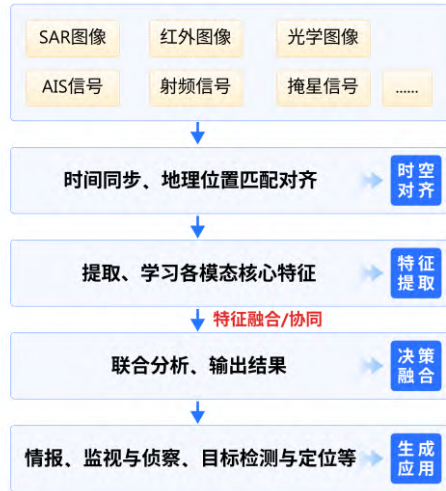 SAR图像 红外图像 光学图像
AIS信号 射频信号 掩星信号 ......
时间同步、地理位置匹配对齐
时空
对齐
提取、学习各模态核心特征
特征
提取
特征融合/协同
联合分析、输出结果
决策
融合
情报、监视与侦察、目标检测与定位等
生成
应用